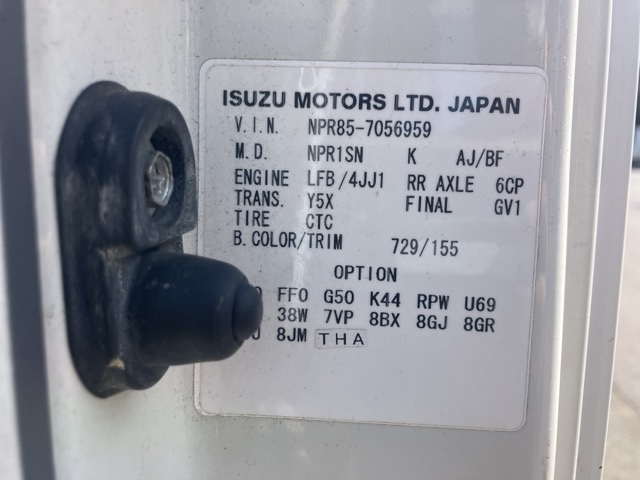 ISUZU MOTORS LTD. JAPAN
V.I.N. NPR85-7056959
M.D. NPR1SN K AJ/BF
ENGINE LFB/4JJ1 RR AXLE 6CP
TRANS. Y5X FINAL GV1
TIRE CTC
B.COLOR/TRIM 729/155
OPTION
FF0 G50 K44 RPW U69
38W 7VP 8BX 8GJ 8GR
8JM THA